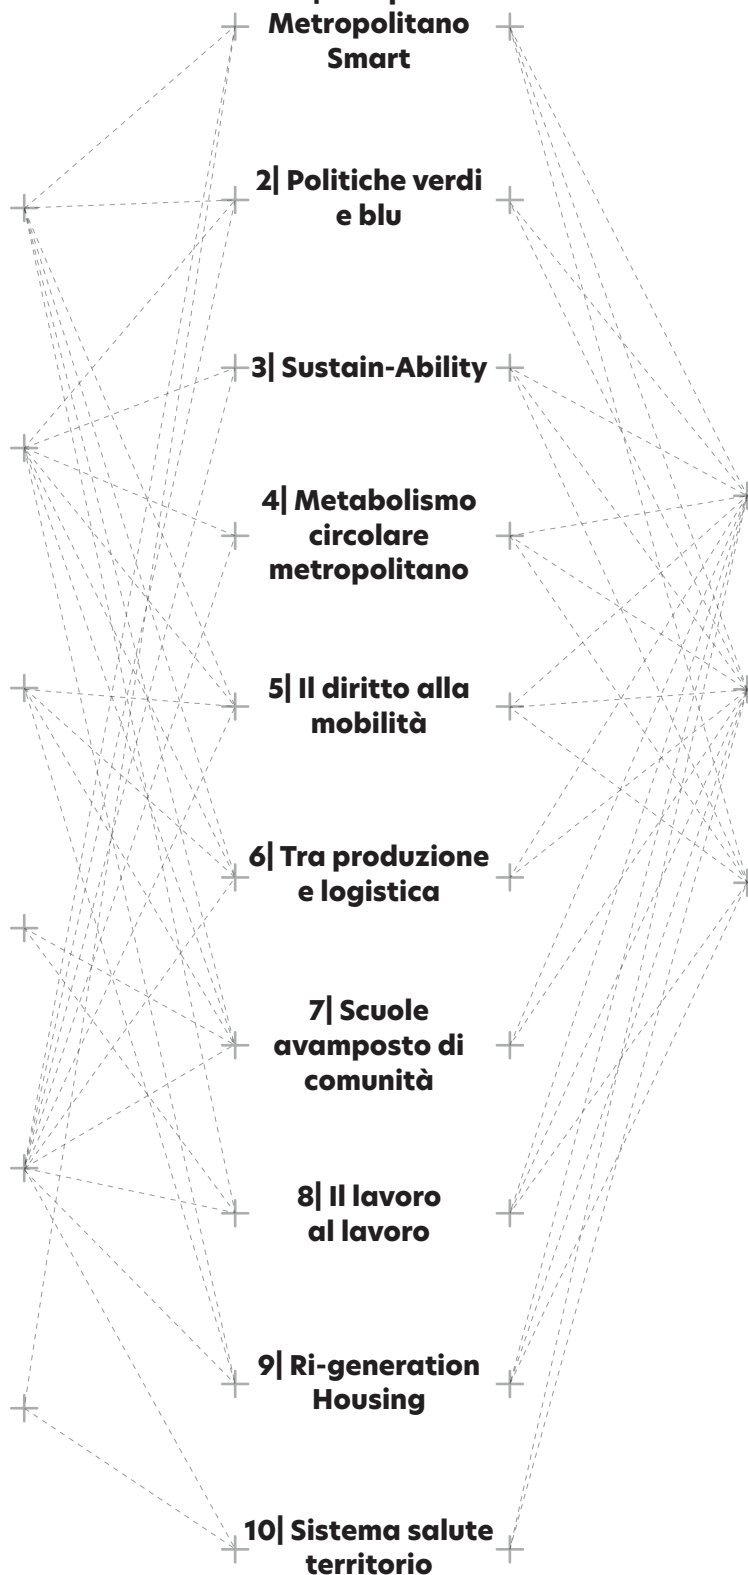 Metropolitano
Smart
2| Politiche verdi
e blu
3| Sustain-Ability
4| Metabolismo
circolare
metropolitano
5| Il diritto alla
mobilità
6| Tra produzione
e logistica
7| Scuole
avamposto di
comunità
8| Il lavoro
al lavoro
9| Ri-generation
Housing
10| Sistema salute
territorio